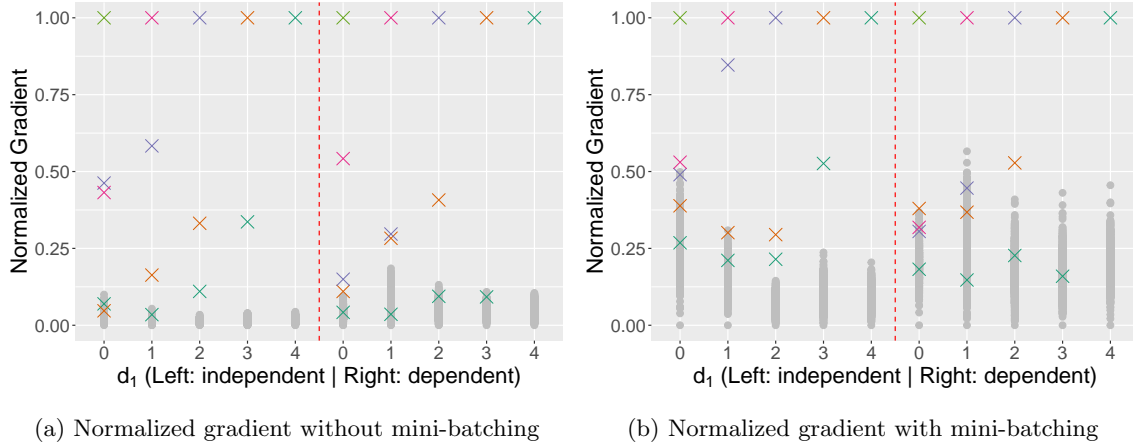 Normalized Gradient
1.00
0.75
0.50
0.25
0.00
0 1 2 3 4 0 1 2 3 4
d₁ (Left: independent | Right: dependent)
(a) Normalized gradient without mini-batching
Normalized Gradient
1.00
0.75
0.50
0.25
0.00
0 1 2 3 4 0 1 2 3 4
d₁ (Left: independent | Right: dependent)
(b) Normalized gradient with mini-batching